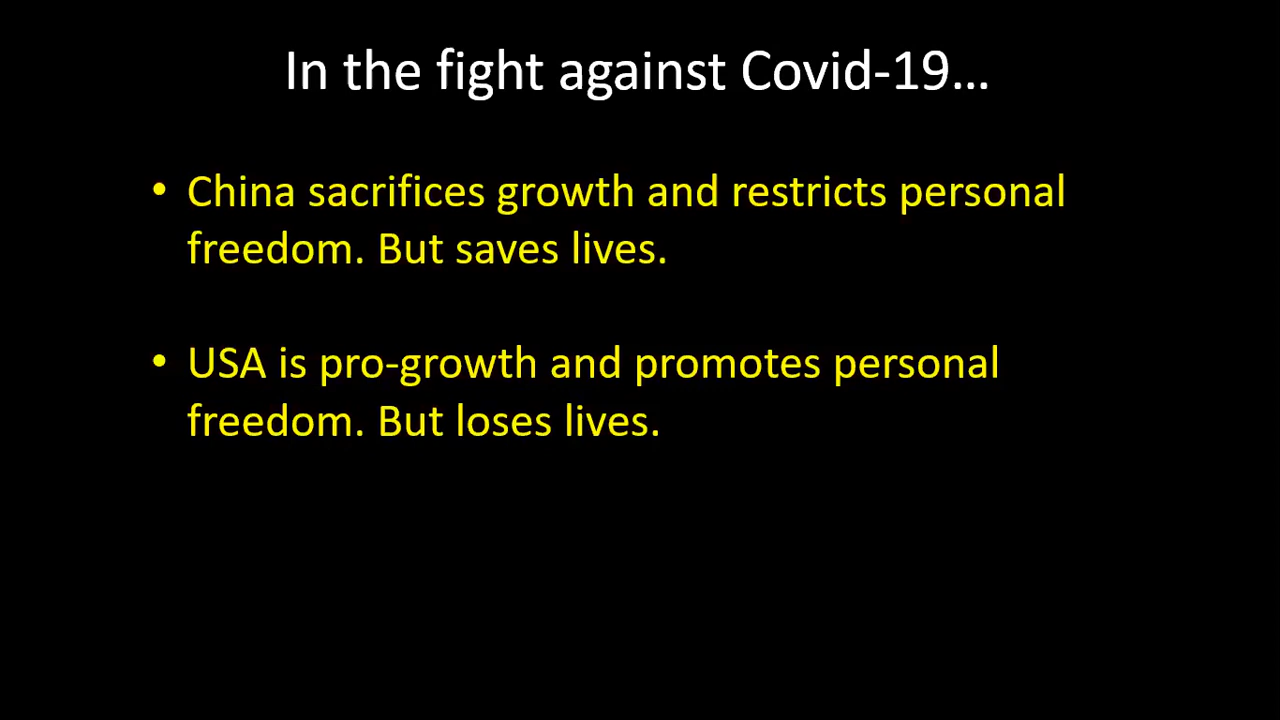 In the fight against Covid-19...
• China sacrifices growth and restricts personal
freedom. But saves lives.
• USA is pro-growth and promotes personal
freedom. But loses lives.